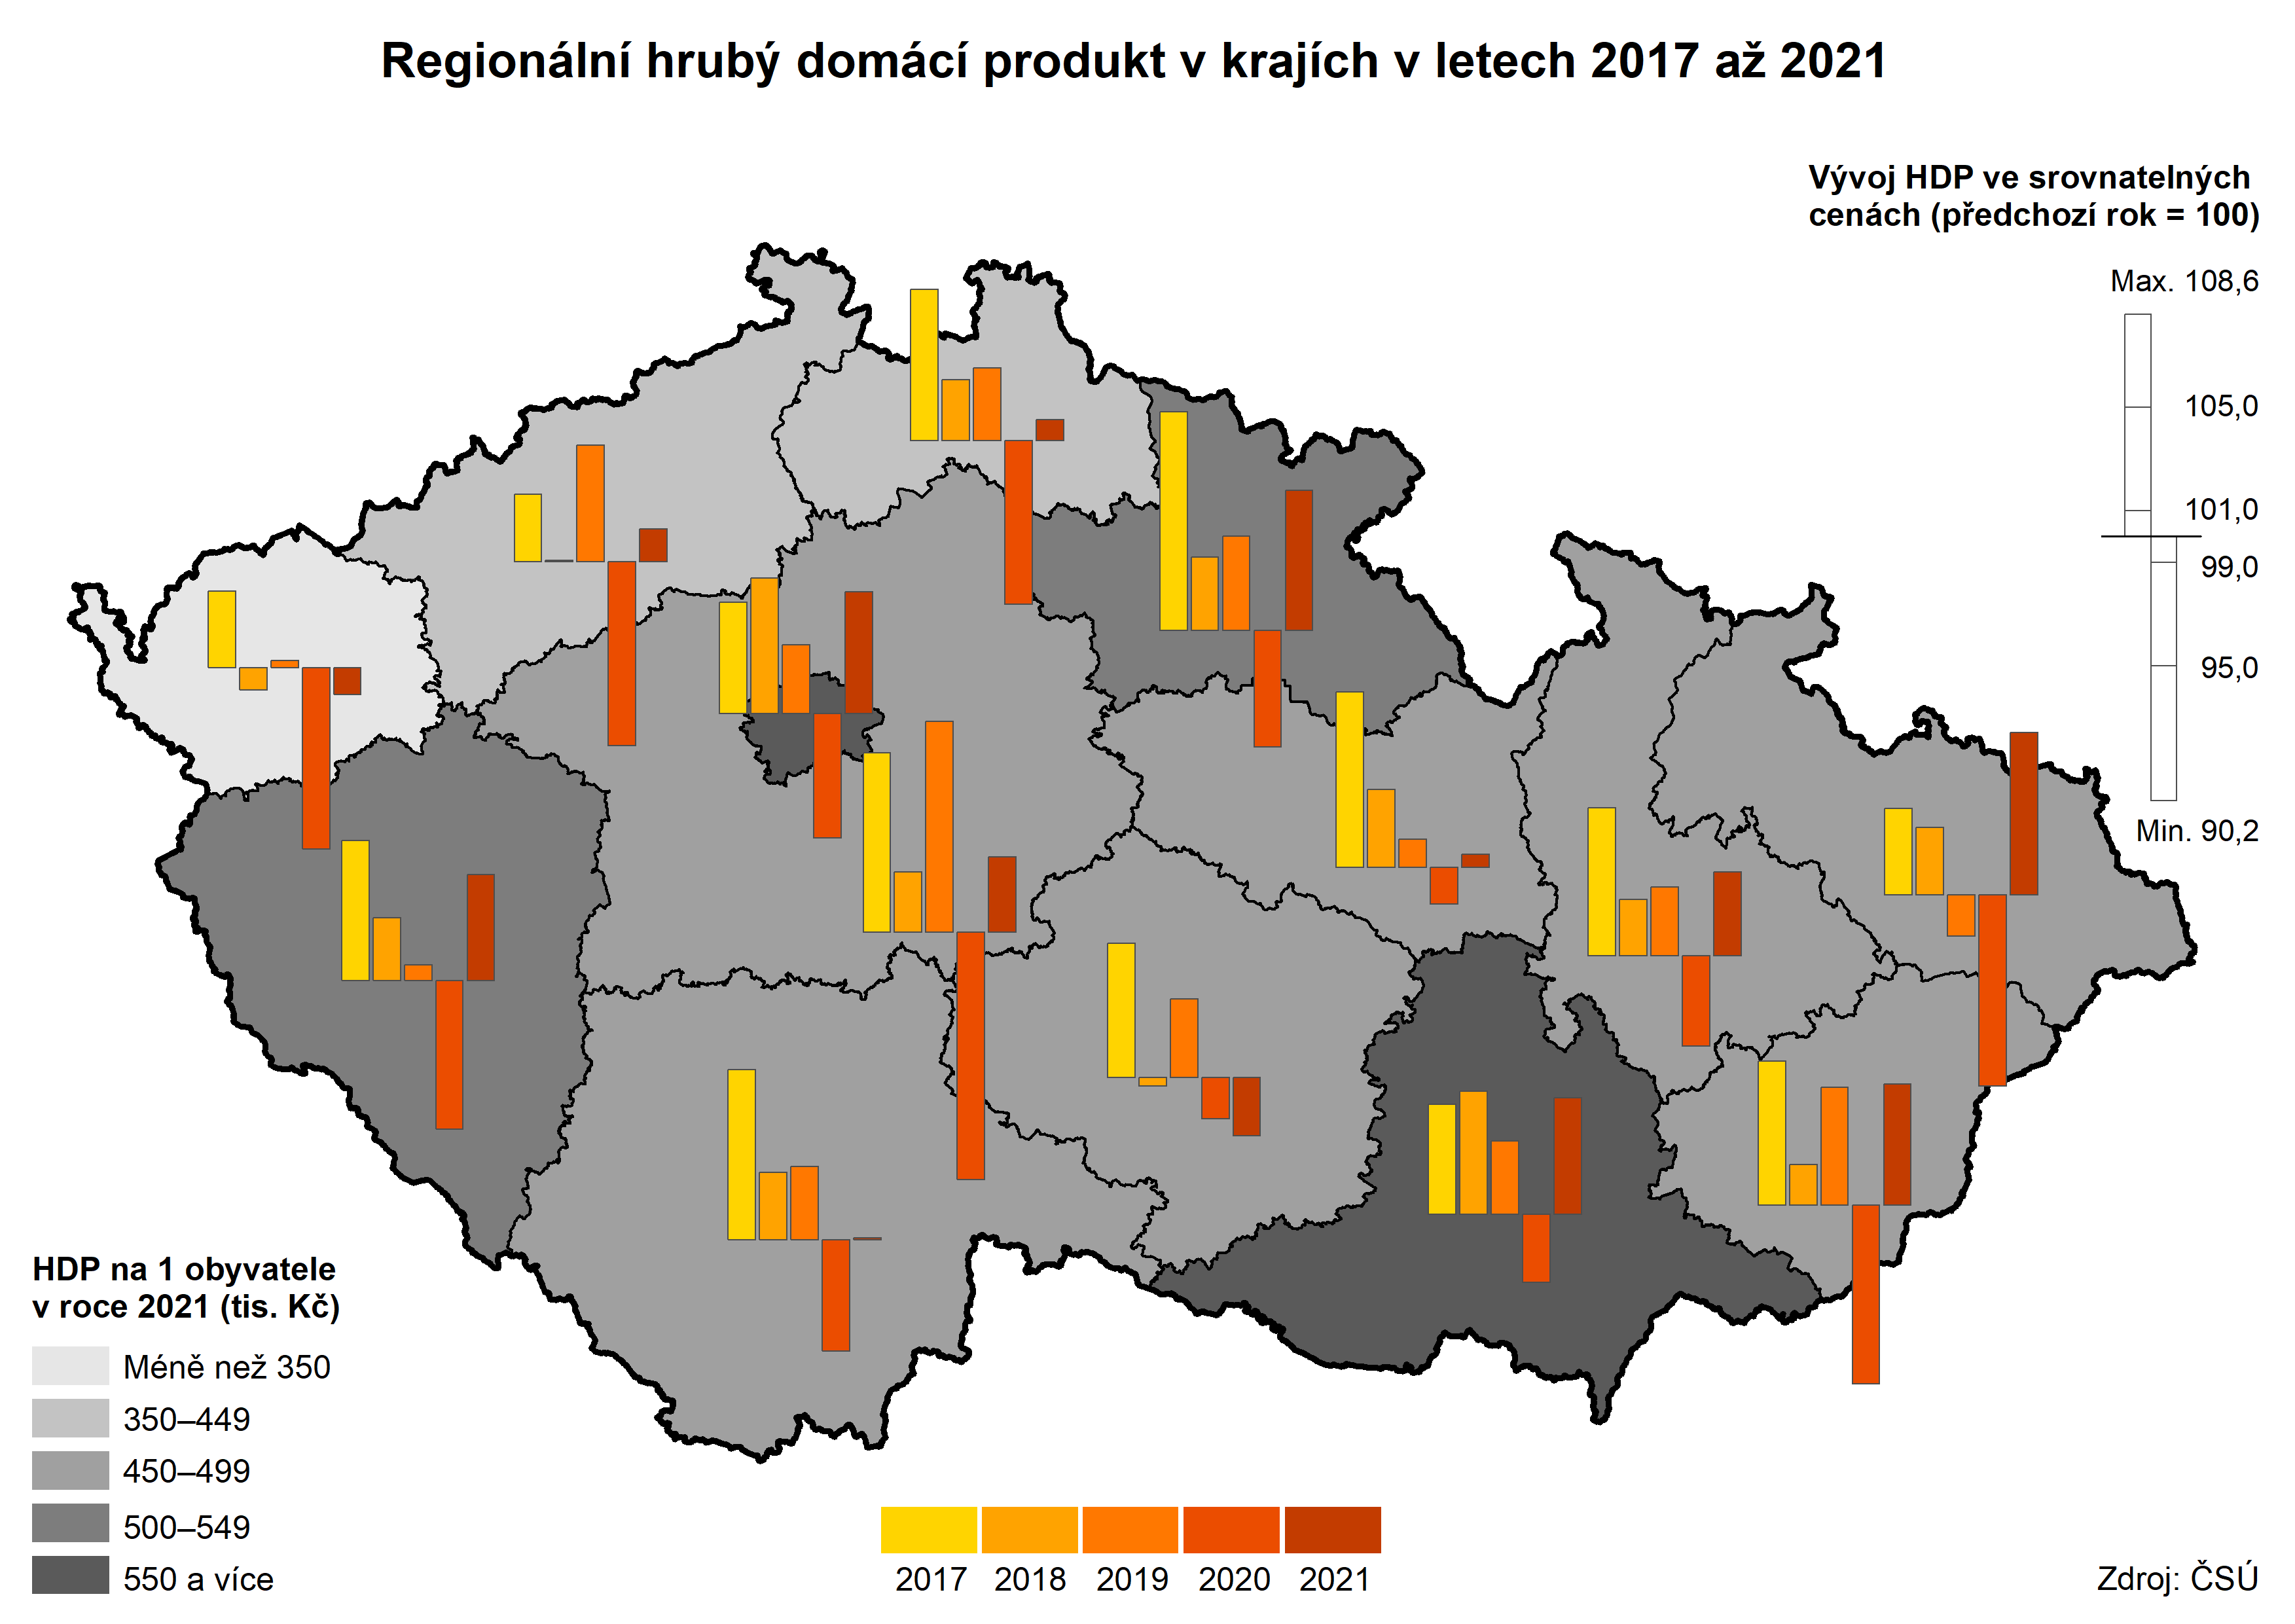 Regionální hrubý domácí produkt v krajích v letech 2017 až 2021
Vývoj HDP ve srovnatelných
cenách (předchozí rok = 100)
Max. 108,6
105,0
101,0
99,0
95,0
Min. 90,2
HDP na 1 obyvatele
v roce 2021 (tis. Kč)
Méně než 350
350–449
450–499
500–549
550 a více
2017 2018 2019 2020 2021
Zdroj: ČSÚ